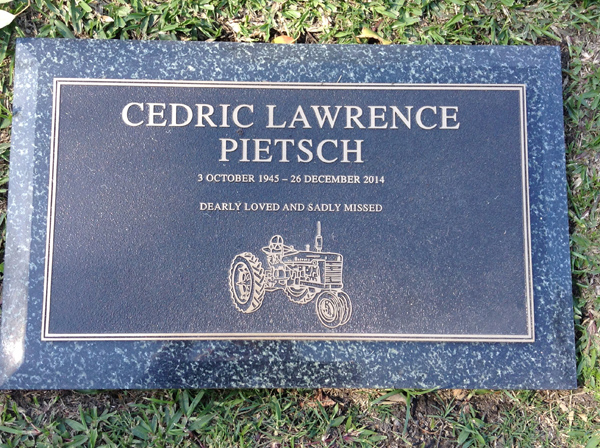 CEDRIC LAWRENCE
PIETSCH
3 OCTOBER 1945 – 26 DECEMBER 2014
DEARLY LOVED AND SADLY MISSED